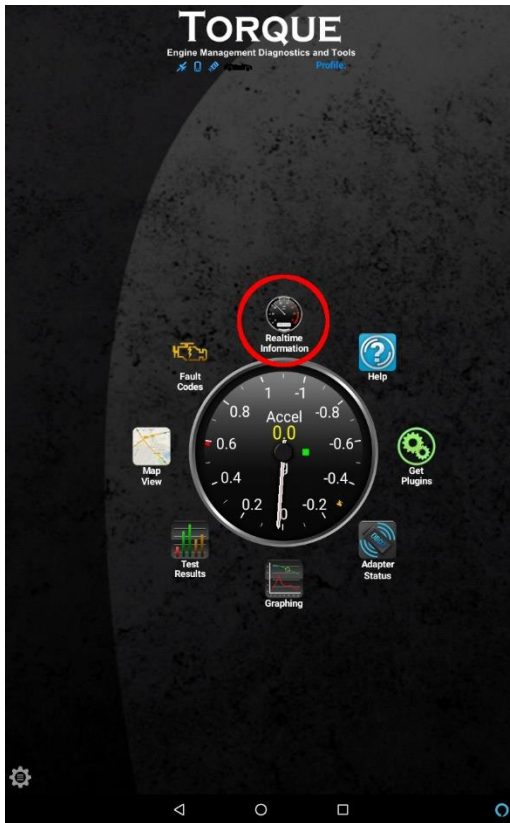 TORQUE
Engine Management Diagnostics and Tools
Profile:
Realtime
Information
Fault
Codes
Help
1 -1
0.8 Accel -0.8
0.0
0.6 -0.6
Map
View
Get
Plugins
0.4 -0.4
0.2 0 -0.2
Test
Results
Adapter
Status
Graphing